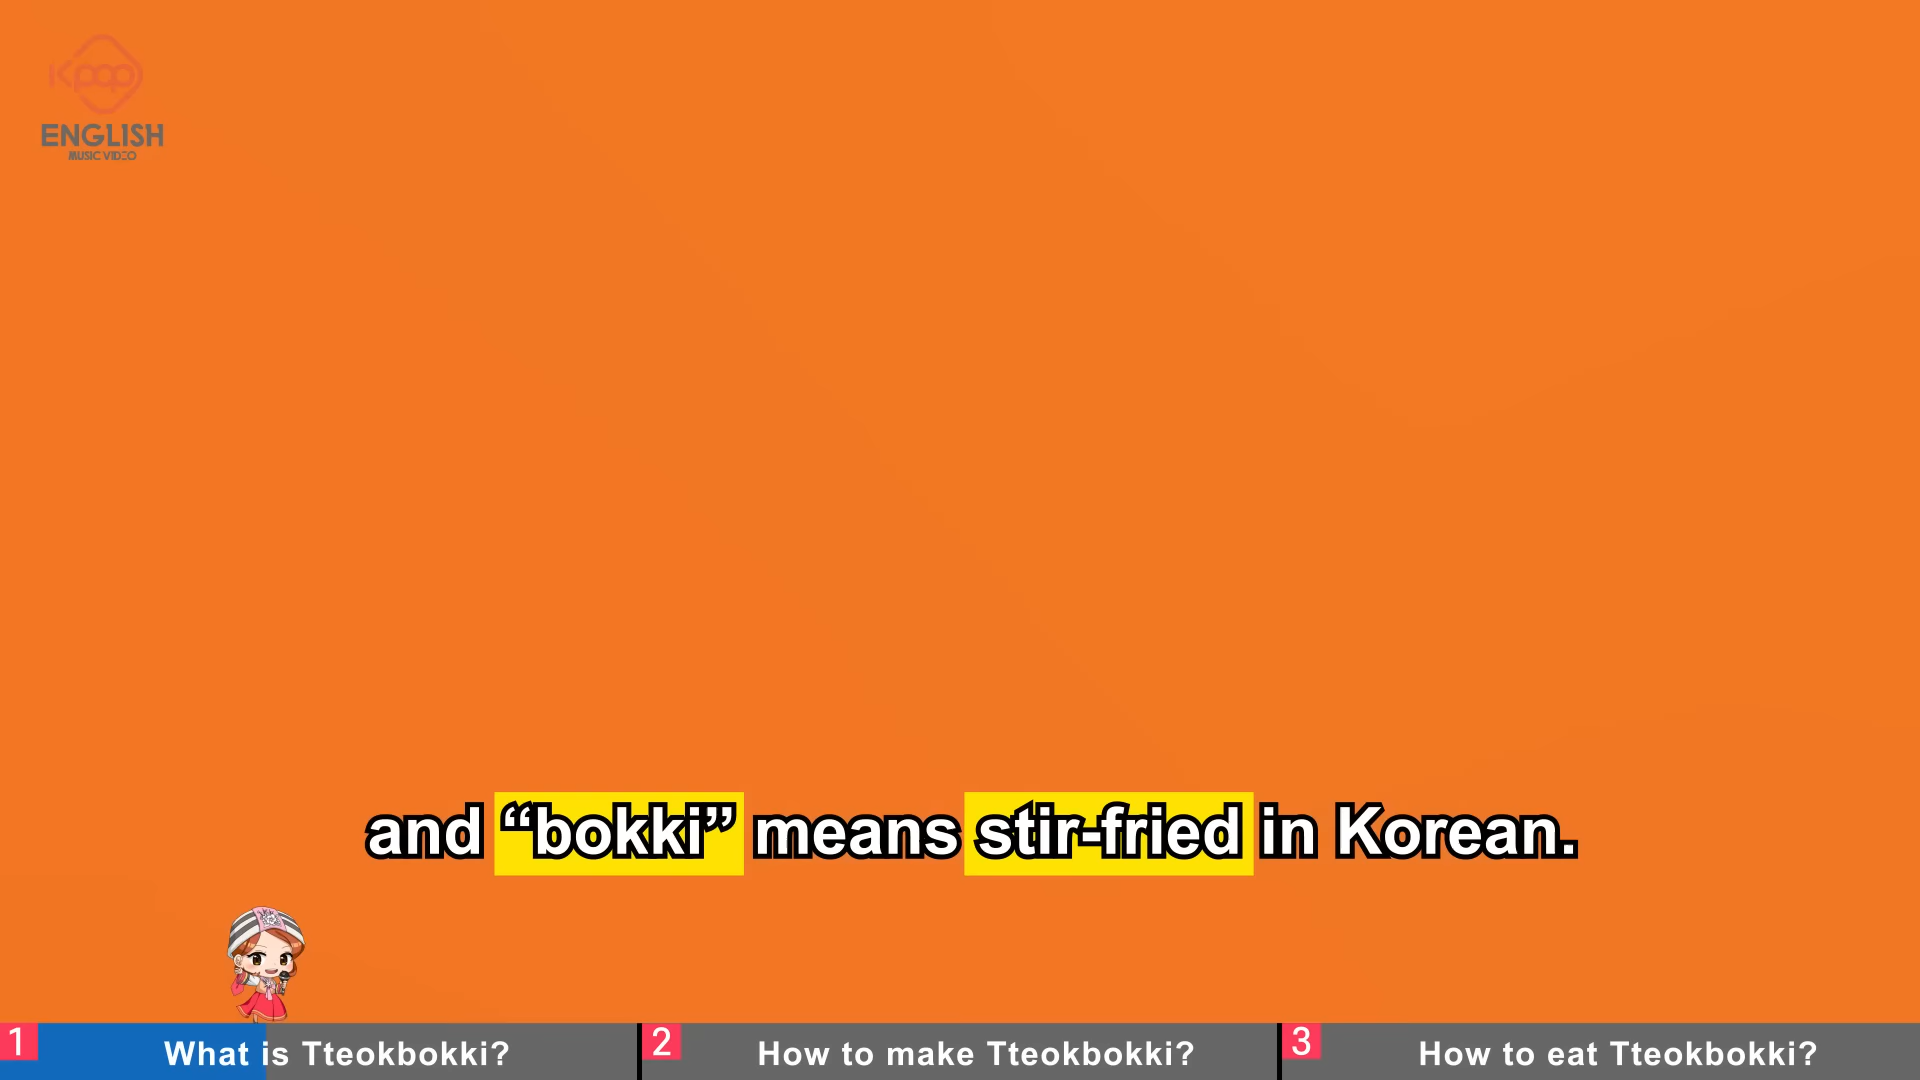 Kpop
ENGLISH
MUSIC VIDEO
and “bokki” means stir-fried in Korean.
1 What is Tteokbokki?
2 How to make Tteokbokki?
3 How to eat Tteokbokki?